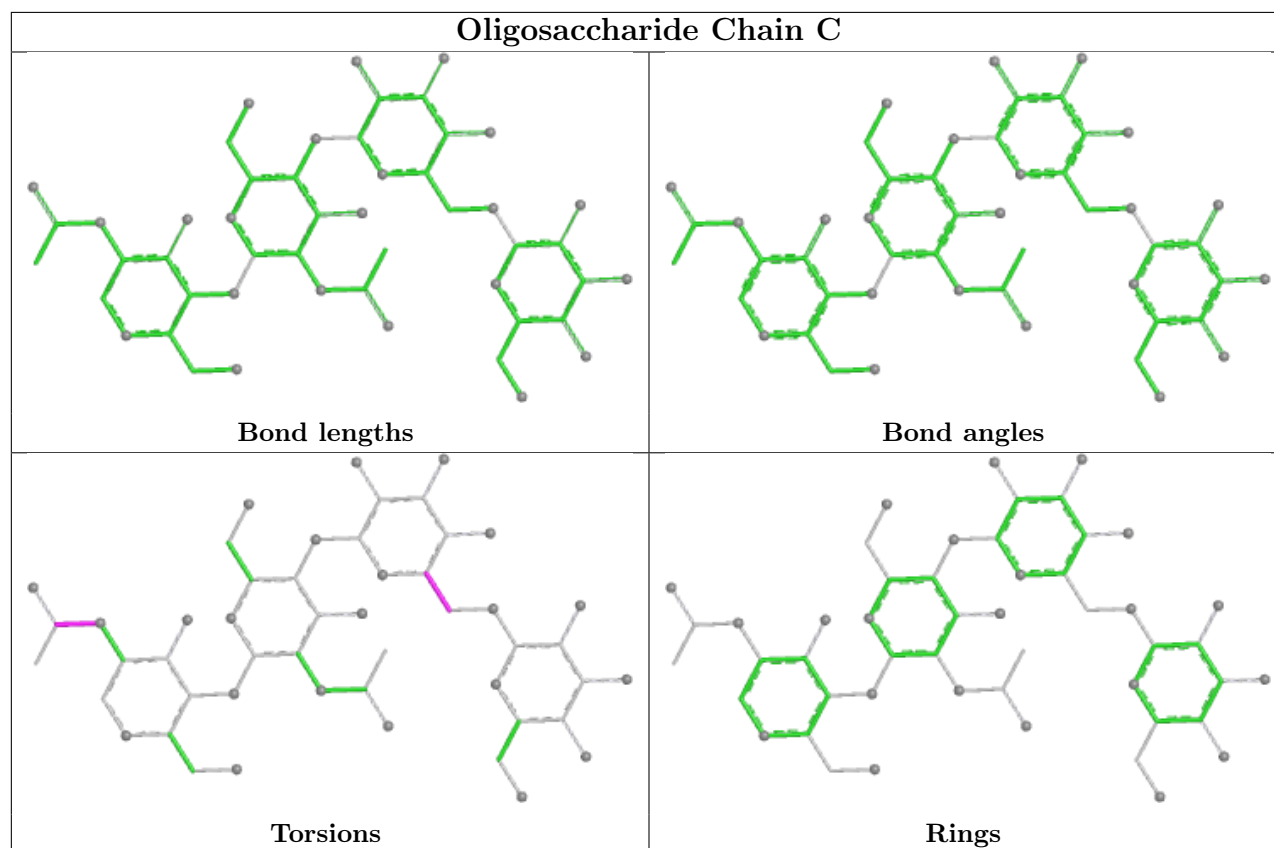 Oligosaccharide Chain C
Bond lengths
Bond angles
Torsions
Rings